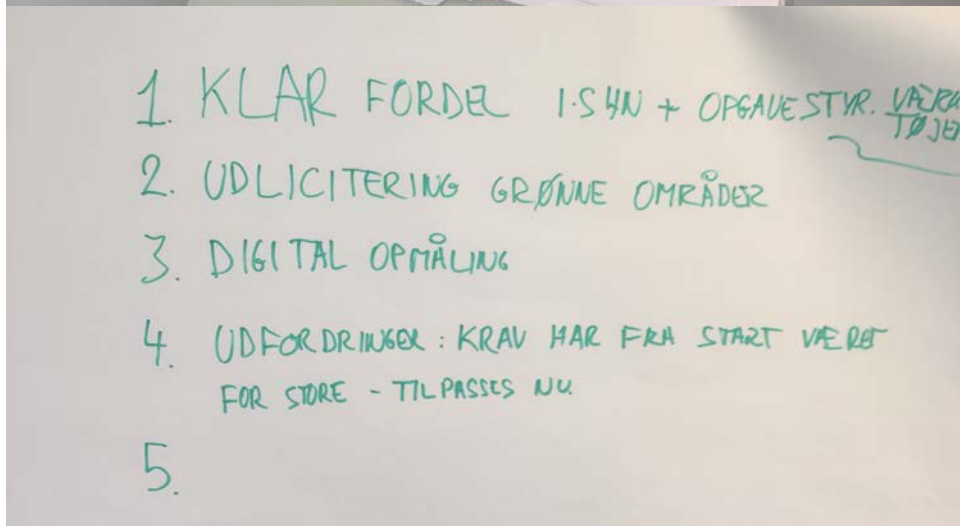 1. KLAR FORDEL I SYN + OPGAVESTYR.
2. UDLICITERING GRØNNE OMRÅDER
3. DIGITAL OPMÅLING
4. UDFORDRINGER: KRAV HAR FRA START VÆRET
FOR STORE - TILPASSES NU.
5.